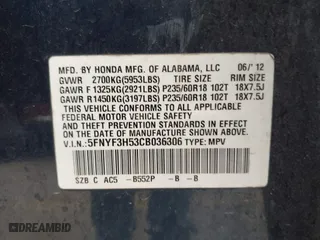 MFD. BY HONDA MFG. OF ALABAMA, LLC 06/'12
GVWR 2700KG(5953LBS) TIRE SIZE RIM SIZE
GAWR F 1325KG(2921LBS) P235/60R18 102T 18X7.5J
GAWR R1450KG(3197LBS) P235/60R18 102T 18X7.5J
THIS VEHICLE CONFORMS TO ALL APPLICABLE
FEDERAL MOTOR VEHICLE SAFETY AND THEFT
PREVENTION STANDARDS IN EFFECT ON THE
DATE OF MANUFACTURE SHOWN ABOVE.
V.I.N.: 5FNYF3H53CB036306 TYPE: MPV
SZB C AC5 -B552P -B -B